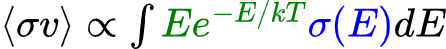 ⟨σv⟩ ∝ ∫ Ee^{−E/kT}σ(E)dE